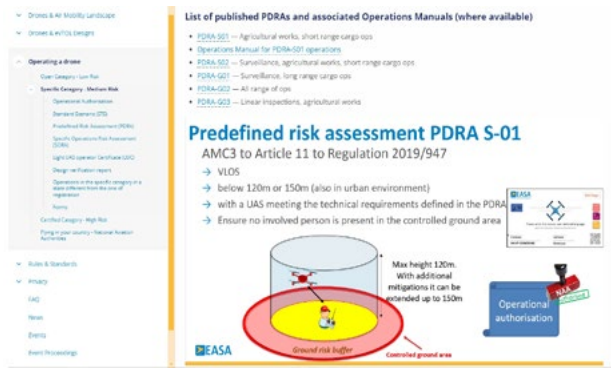 Drones & Air Mobility Landscape
Drones & eVTOL Designs
Operating a drone
Open Category - Low Risk
Specific Category - Medium Risk
Operational Authorisation
Standard Scenario (STS)
Predefined Risk Assessment (PDRA)
Specific Operations Risk Assessment
(SORA)
Light UAS operator Certificate (LUC)
Design verification report
Operations in the specific category in a
state different from the one of
registration
Forms
Certified Category - High Risk
Flying in your country - National Aviation
Authorities
Rules & Standards
Privacy
FAQ
News
Events
Event Proceedings
List of published PDRAs and associated Operations Manuals (where available)
PDRA-S01 — Agricultural works, short range cargo ops
Operations Manual for PDRA-S01 operations
PDRA-S02 — Surveillance, agricultural works, short range cargo ops
PDRA-G01 — Surveillance, long range cargo ops
PDRA-G02 — All range of ops
PDRA-G03 — Linear inspections, agricultural works
Predefined risk assessment PDRA S-01
AMC3 to Article 11 to Regulation 2019/947
→ VLOS
→ below 120m or 150m (also in urban environment)
→ with a UAS meeting the technical requirements defined in the PDRA
→ Ensure no involved person is present in the controlled ground area
EASA
Max height 120m.
With additional
mitigations it can be
extended up to 150m
NAA
Operational
authorisation
Ground risk buffer
Controlled ground area
EASA